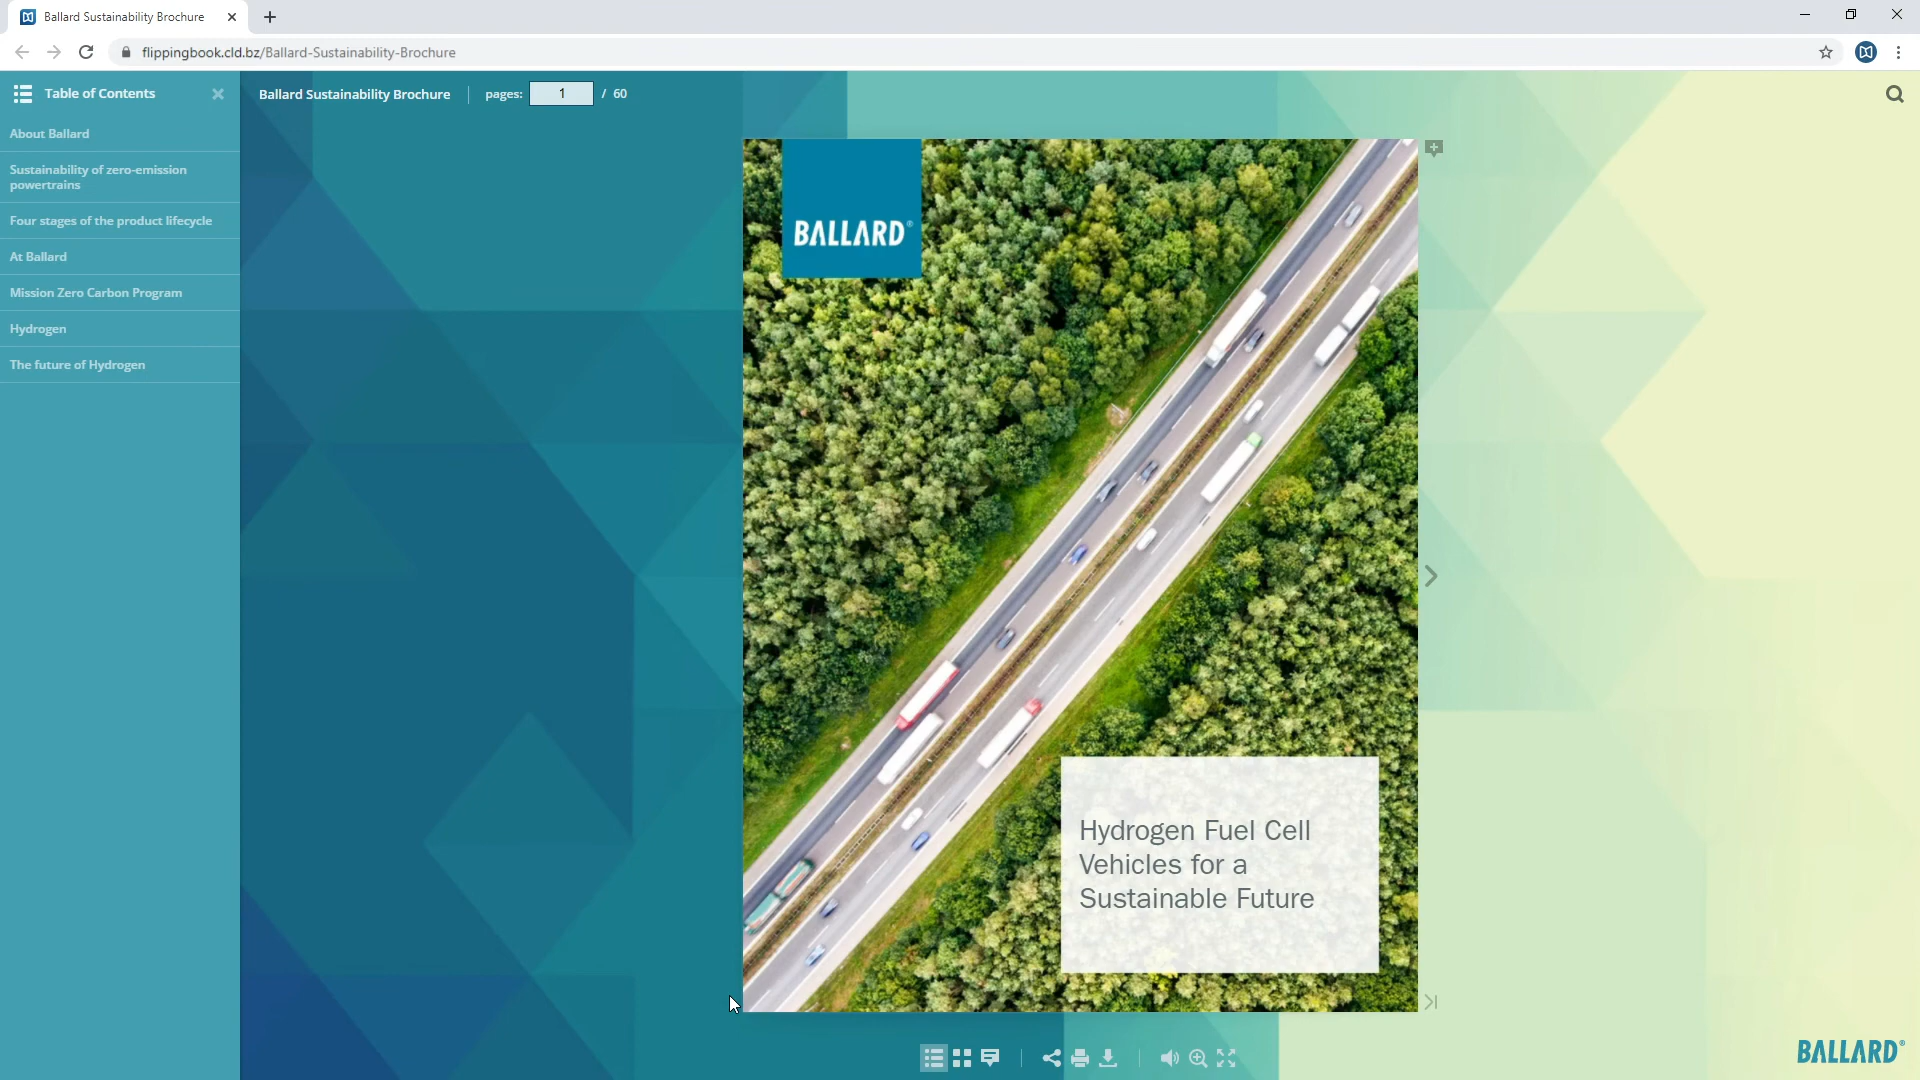 Ballard Sustainability Brochure
flippingbook.cld.bz/Ballard-Sustainability-Brochure
Table of Contents
Ballard Sustainability Brochure
pages: 1 / 60
About Ballard
Sustainability of zero-emission
powertrains
Four stages of the product lifecycle
At Ballard
Mission Zero Carbon Program
Hydrogen
The future of Hydrogen
BALLARD®
Hydrogen Fuel Cell
Vehicles for a
Sustainable Future
BALLARD®